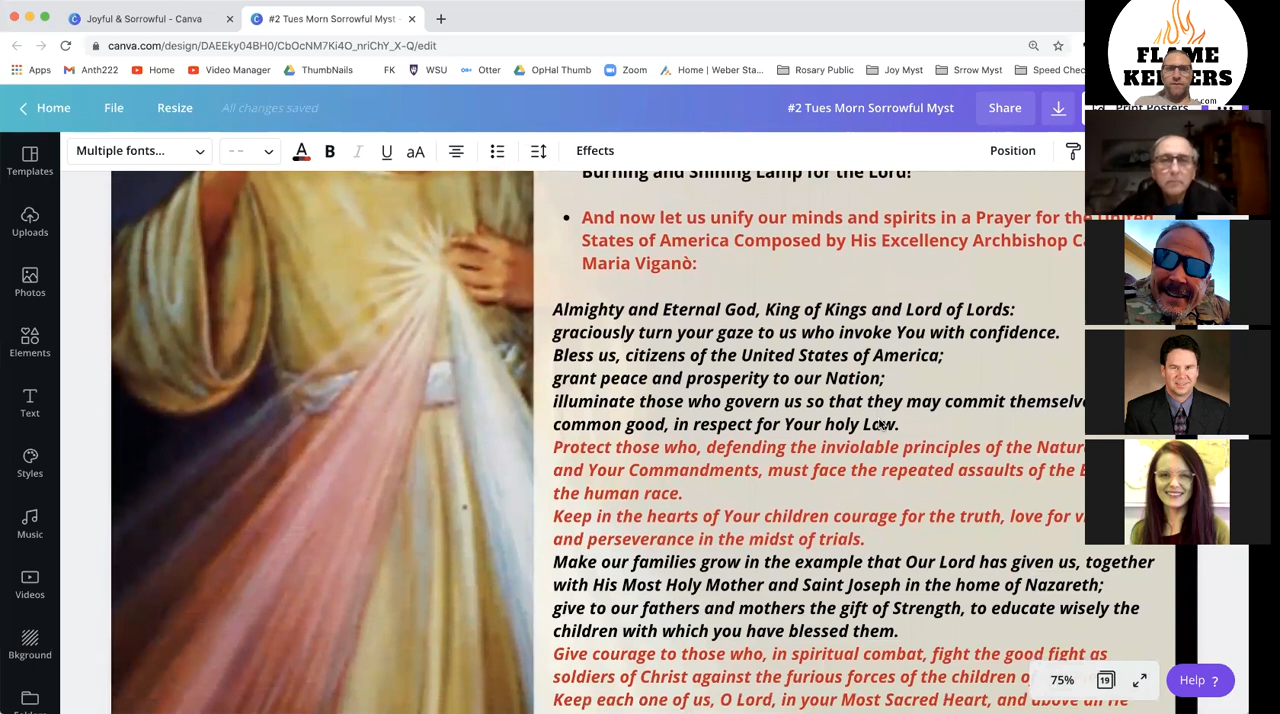 Joyful & Sorrowful - Canva
#2 Tues Morn Sorrowful Myst -
canva.com/design/DAEEky04BH0/CbOcNM7Ki4O_nriChY_X-Q/edit
Apps
Anth222
Home
Video Manager
ThumbNails
FK
WSU
Otter
OpHal Thumb
Zoom
Home | Weber Sta...
Rosary Public
Joy Myst
Srrow Myst
Speed Chec
Home
File
Resize
All changes saved
#2 Tues Morn Sorrowful Myst
Share
Print Posters
FLAME
KEEPERS
.com
Multiple fonts...
- -
A
B
I
U
aA
Effects
Position
Templates
Uploads
Photos
Elements
Text
Styles
Music
Videos
Bkground
Burning and Shining Lamp for the Lord!
• And now let us unify our minds and spirits in a Prayer for the United
States of America Composed by His Excellency Archbishop Ca
Maria Viganò:
Almighty and Eternal God, King of Kings and Lord of Lords:
graciously turn your gaze to us who invoke You with confidence.
Bless us, citizens of the United States of America;
grant peace and prosperity to our Nation;
illuminate those who govern us so that they may commit themselve
common good, in respect for Your holy Law.
Protect those who, defending the inviolable principles of the Natur
and Your Commandments, must face the repeated assaults of the E
the human race.
Keep in the hearts of Your children courage for the truth, love for v
and perseverance in the midst of trials.
Make our families grow in the example that Our Lord has given us, together
with His Most Holy Mother and Saint Joseph in the home of Nazareth;
give to our fathers and mothers the gift of Strength, to educate wisely the
children with which you have blessed them.
Give courage to those who, in spiritual combat, fight the good fight as
soldiers of Christ against the furious forces of the children o
Keep each one of us, O Lord, in your Most Sacred Heart, and above all He
75%
19
Help ?